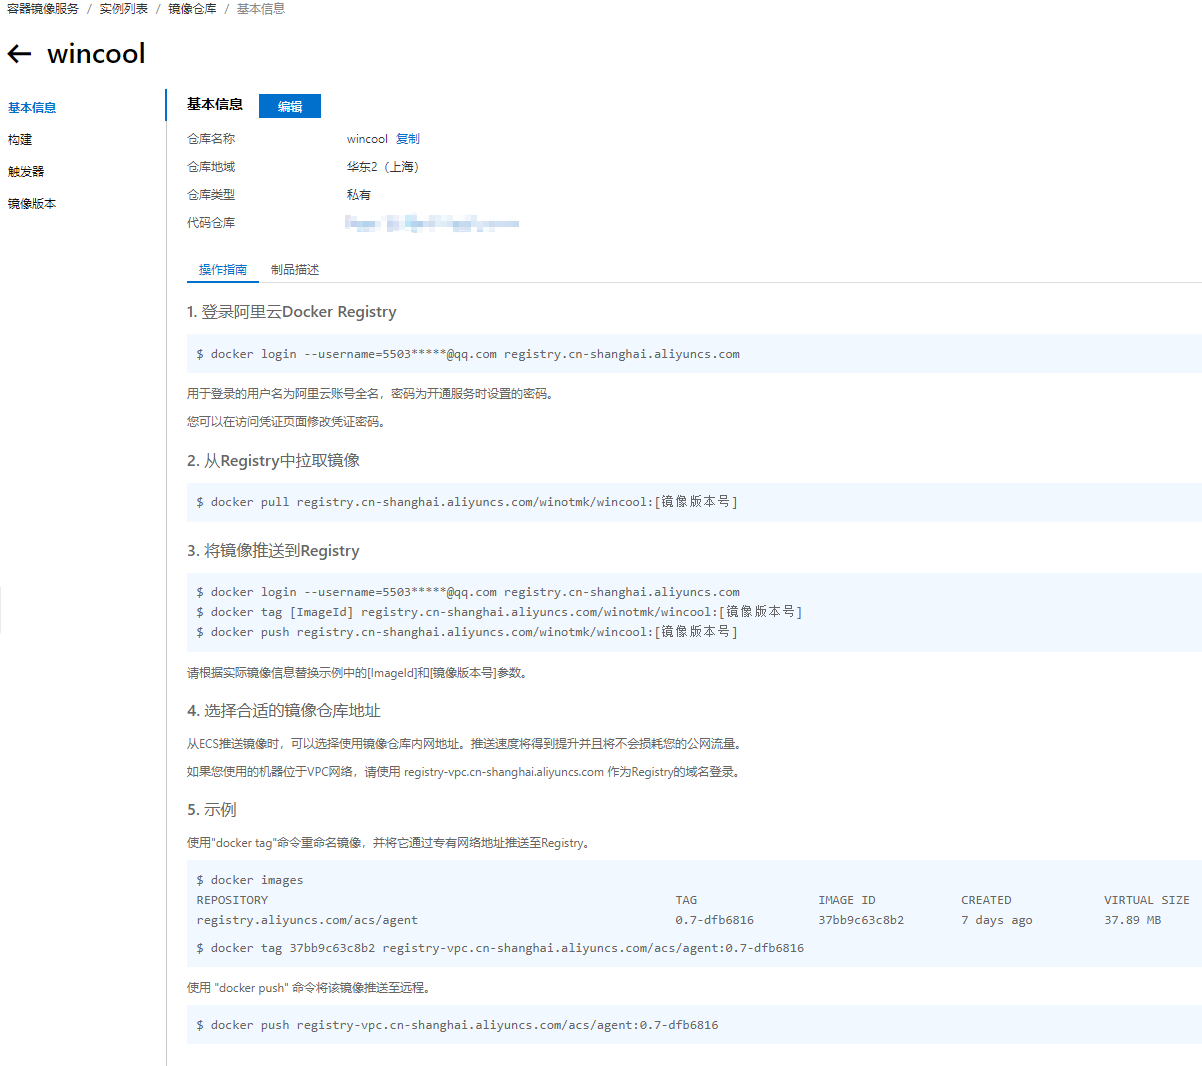 容器镜像服务 / 实例列表 / 镜像仓库 / 基本信息
← wincool
基本信息
构建
触发器
镜像版本
基本信息 编辑
仓库名称 wincool 复制
仓库地域 华东2（上海）
仓库类型 私有
代码仓库
操作指南 制品描述
1. 登录阿里云Docker Registry
$ docker login --username=5503*****@qq.com registry.cn-shanghai.aliyuncs.com
用于登录的用户名为阿里云账号全名，密码为开通服务时设置的密码。
您可以在访问凭证页面修改凭证密码。
2. 从Registry中拉取镜像
$ docker pull registry.cn-shanghai.aliyuncs.com/winotmk/wincool:[镜像版本号]
3. 将镜像推送到Registry
$ docker login --username=5503*****@qq.com registry.cn-shanghai.aliyuncs.com
$ docker tag [ImageId] registry.cn-shanghai.aliyuncs.com/winotmk/wincool:[镜像版本号]
$ docker push registry.cn-shanghai.aliyuncs.com/winotmk/wincool:[镜像版本号]
请根据实际镜像信息替换示例中的[ImageId]和[镜像版本号]参数。
4. 选择合适的镜像仓库地址
从ECS推送镜像时，可以选择使用镜像仓库内网地址。推送速度将得到提升并且将不会损耗您的公网流量。
如果您使用的机器位于VPC网络，请使用 registry-vpc.cn-shanghai.aliyuncs.com 作为Registry的域名登录。
5. 示例
使用"docker tag"命令重命名镜像，并将它通过专有网络地址推送至Registry。
$ docker images
REPOSITORY TAG IMAGE ID CREATED VIRTUAL SIZE
registry.aliyuncs.com/acs/agent 0.7-dfb6816 37bb9c63c8b2 7 days ago 37.89 MB
$ docker tag 37bb9c63c8b2 registry-vpc.cn-shanghai.aliyuncs.com/acs/agent:0.7-dfb6816
使用 "docker push" 命令将该镜像推送至远程。
$ docker push registry-vpc.cn-shanghai.aliyuncs.com/acs/agent:0.7-dfb6816